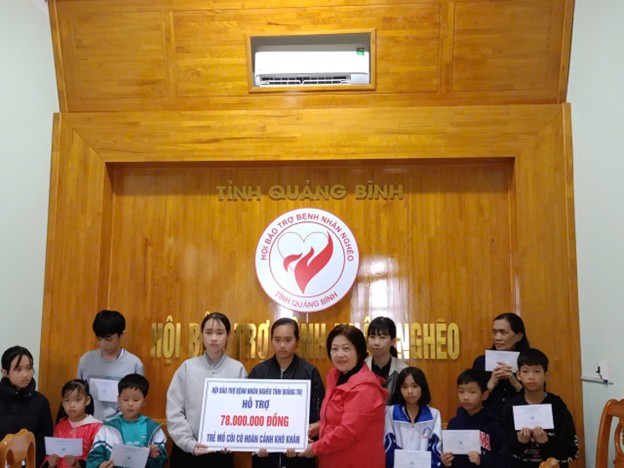 TỈNH QUẢNG BÌNH
HỘI BẢO TRỢ BỆNH NHÂN NGHÈO
TỈNH QUẢNG BÌNH
HỘI BẢO TRỢ BỆNH NHÂN NGHÈO
HỘI BẢO TRỢ BỆNH NHÂN NGHÈO TỈNH QUẢNG TRỊ
HỖ TRỢ
78.000.000 ĐỒNG
TRẺ MỒ CÔI CÓ HOÀN CẢNH KHÓ KHĂN